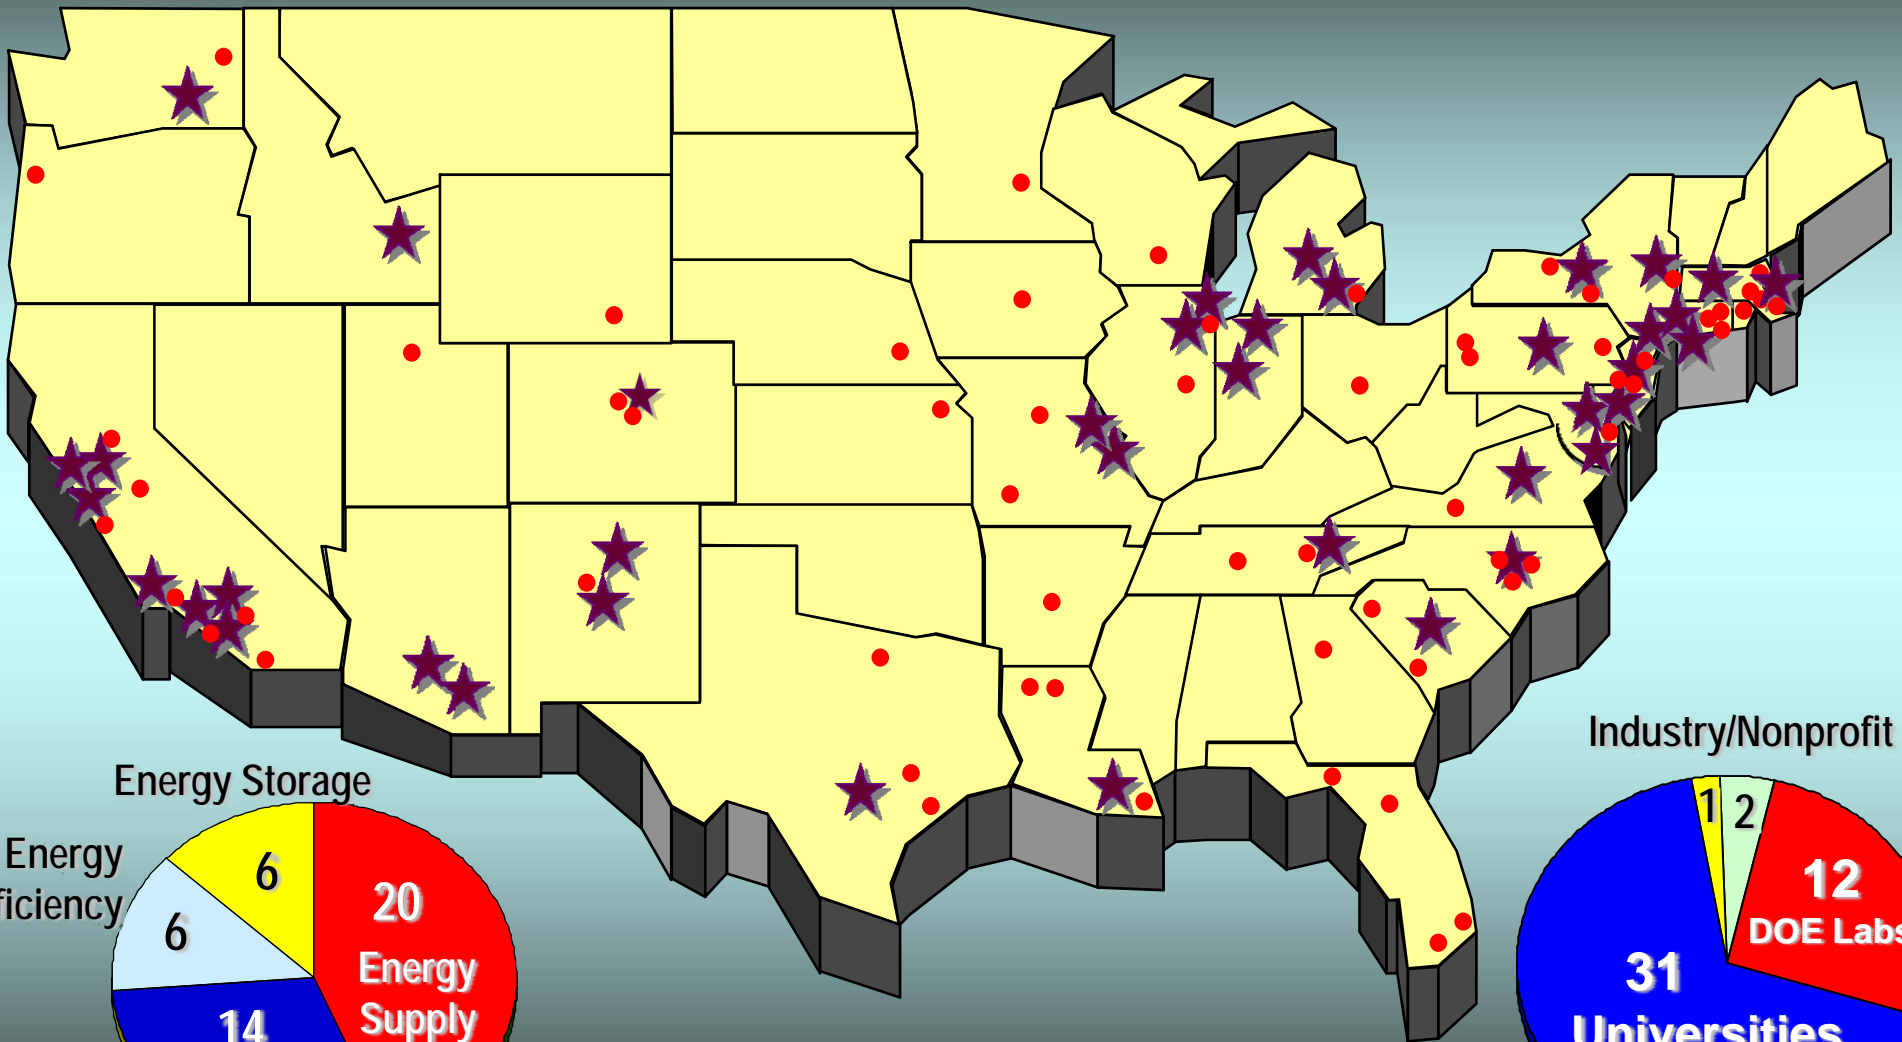 Industry/Nonprofit
Energy Storage
Energy
ficiency
6
6
20
Energy
Supply
14
1
2
12
DOE Labs
31
Universities